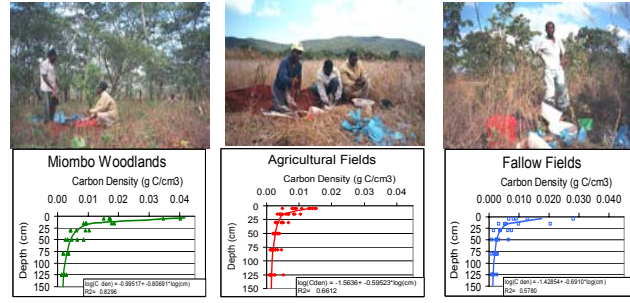 Miombo Woodlands
Carbon Density (g C/cm3)
0.00 0.01 0.02 0.03 0.04
Depth (cm)
0
25
50
75
100
125
150
log(C den) = -0.99517+ -0.80691*log(cm)
R2= 0.8296
Agricultural Fields
Carbon Density (g C/cm3)
0.00 0.01 0.02 0.03 0.04
Depth (cm)
0
25
50
75
100
125
150
log(Cden) = -1.5636+ -0.59523*log(cm)
R2= 0.6612
Fallow Fields
Carbon Density (g C/cm3)
0.000 0.010 0.020 0.030 0.040
Depth (cm)
0
25
50
75
100
125
150
log(C den) = -1.42854+ -0.6910*log(cm)
R2= 0.5780